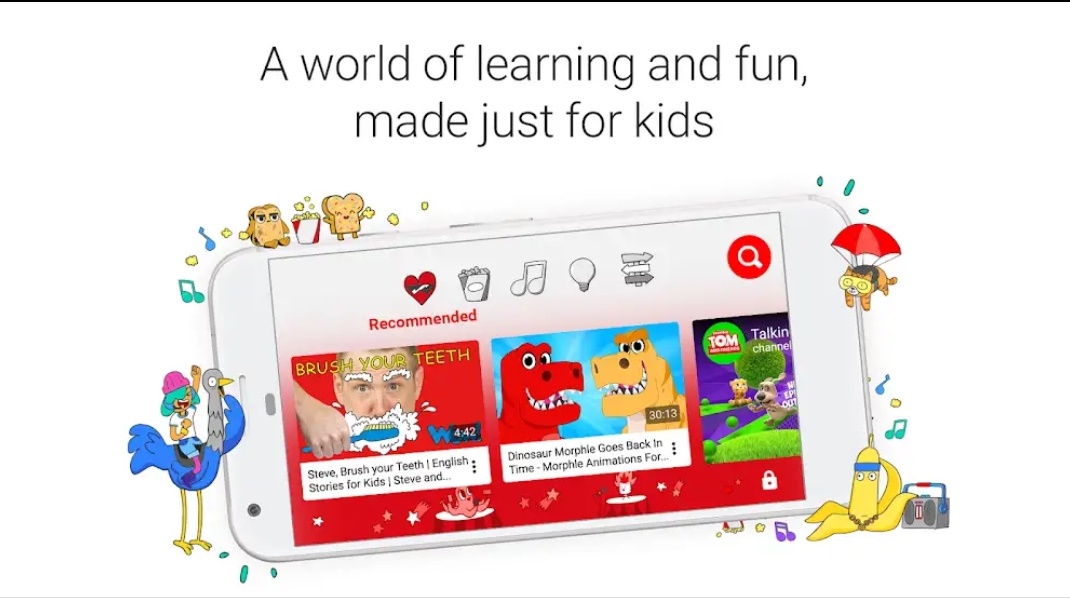 A world of learning and fun,
made just for kids
Recommended
BRUSH YOUR TEETH
4:42
Steve, Brush your Teeth | English
Stories for Kids | Steve and...
30:13
Dinosaur Morphle Goes Back In
Time - Morphle Animations For...
TOM
Talkin
channel